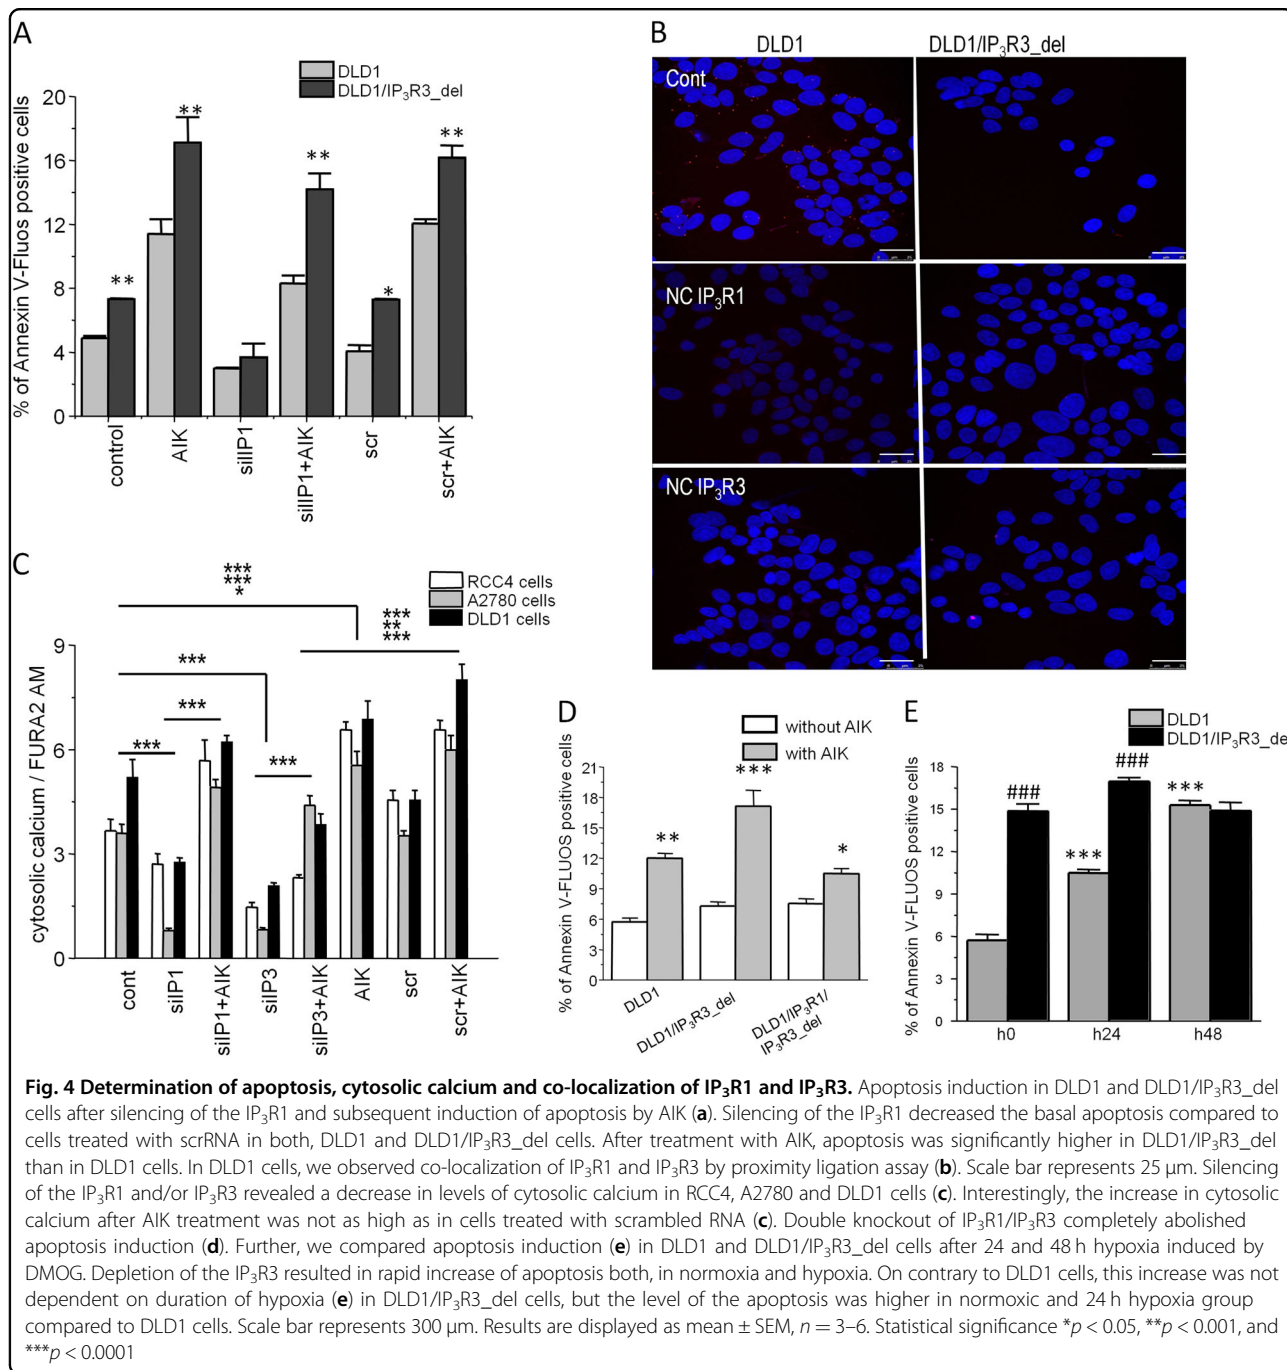 A
DLD1
DLD1/IP₃R3_del
% of Annexin V-Fluos positive cells
20
16
12
8
4
0
**
**
**
**
*
control
AIK
silIP1
silIP1+AIK
scr
scr+AIK
B
DLD1
DLD1/IP₃R3_del
Cont
NC IP₃R1
NC IP₃R3
C
RCC4 cells
A2780 cells
DLD1 cells
cytosolic calcium / FURA2 AM
9
6
3
0
***
***
*
***
**
***
***
***
***
***
cont
silP1
silP1+AIK
silP3
silP3+AIK
AIK
scr
scr+AIK
D
without AIK
with AIK
% of Annexin V-FLUOS positive cells
21
18
15
12
9
6
3
0
**
***
*
DLD1
DLD1/IP₃R3_del
DLD1/IP₃R1/
IP₃R3_del
E
DLD1
DLD1/IP₃R3_de
% of Annexin V-FLUOS positive cells
18
15
12
9
6
3
0
###
###
***
***
h0
h24
h48
Fig. 4 Determination of apoptosis, cytosolic calcium and co-localization of IP₃R1 and IP₃R3. Apoptosis induction in DLD1 and DLD1/IP₃R3_del
cells after silencing of the IP₃R1 and subsequent induction of apoptosis by AIK (a). Silencing of the IP₃R1 decreased the basal apoptosis compared to
cells treated with scrRNA in both, DLD1 and DLD1/IP₃R3_del cells. After treatment with AIK, apoptosis was significantly higher in DLD1/IP₃R3_del
than in DLD1 cells. In DLD1 cells, we observed co-localization of IP₃R1 and IP₃R3 by proximity ligation assay (b). Scale bar represents 25 µm. Silencing
of the IP₃R1 and/or IP₃R3 revealed a decrease in levels of cytosolic calcium in RCC4, A2780 and DLD1 cells (c). Interestingly, the increase in cytosolic
calcium after AIK treatment was not as high as in cells treated with scrambled RNA (c). Double knockout of IP₃R1/IP₃R3 completely abolished
apoptosis induction (d). Further, we compared apoptosis induction (e) in DLD1 and DLD1/IP₃R3_del cells after 24 and 48 h hypoxia induced by
DMOG. Depletion of the IP₃R3 resulted in rapid increase of apoptosis both, in normoxia and hypoxia. On contrary to DLD1 cells, this increase was not
dependent on duration of hypoxia (e) in DLD1/IP₃R3_del cells, but the level of the apoptosis was higher in normoxic and 24 h hypoxia group
compared to DLD1 cells. Scale bar represents 300 µm. Results are displayed as mean ± SEM, n = 3–6. Statistical significance *p < 0.05, **p < 0.001, and
***p < 0.0001